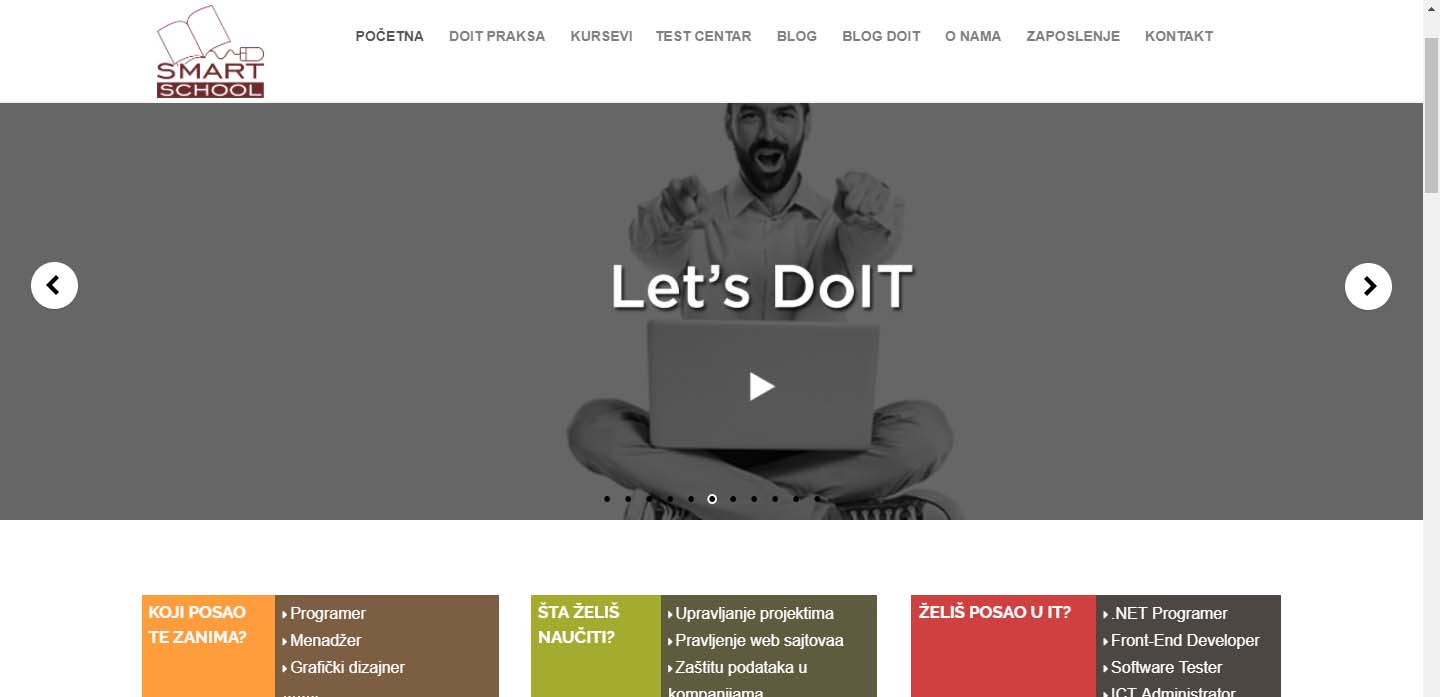 SMART
SCHOOL
POČETNA DOIT PRAKSA KURSEVI TEST CENTAR BLOG BLOG DOIT O NAMA ZAPOSLENJE KONTAKT
Let's DoIT
KOJI POSAO
TE ZANIMA?
Programer
Menadžer
Grafički dizajner
........
ŠTA ŽELIŠ
NAUČITI?
Upravljanje projektima
Pravljenje web sajtovaa
Zaštitu podataka u
kompanijama
ŽELIŠ POSAO U IT?
.NET Programer
Front-End Developer
Software Tester
ICT Administrator